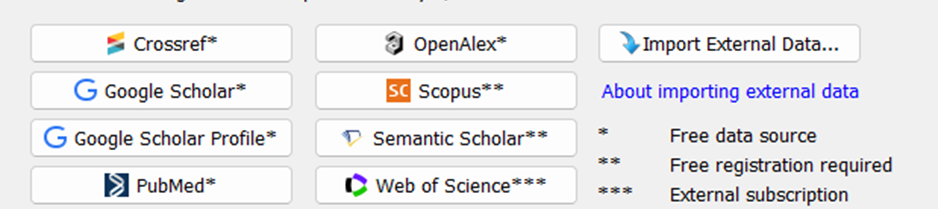 Crossref*
OpenAlex*
Import External Data...
Google Scholar*
SC Scopus**
About importing external data
Google Scholar Profile*
Semantic Scholar**
* Free data source
** Free registration required
PubMed*
Web of Science***
*** External subscription